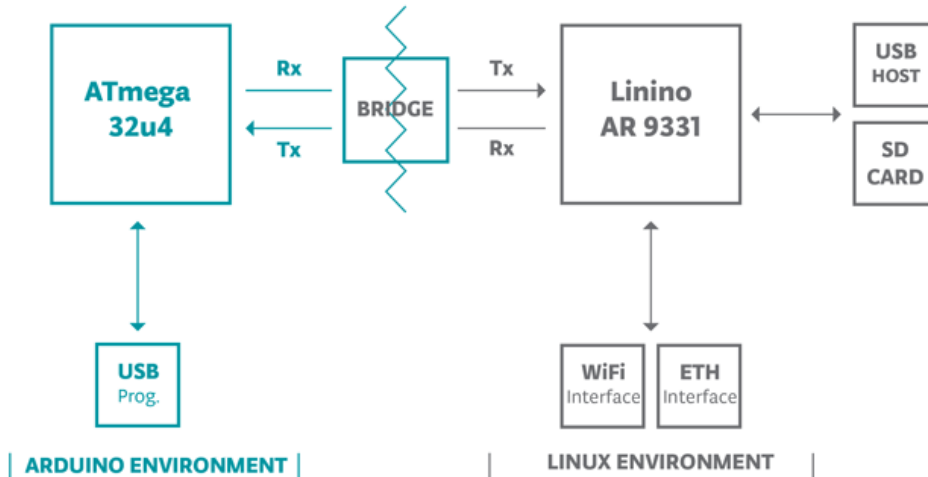 ATmega
32u4
Rx
Tx
BRIDGE
Tx
Rx
Linino
AR 9331
USB
HOST
SD
CARD
USB
Prog.
WiFi
Interface
ETH
Interface
ARDUINO ENVIRONMENT
LINUX ENVIRONMENT